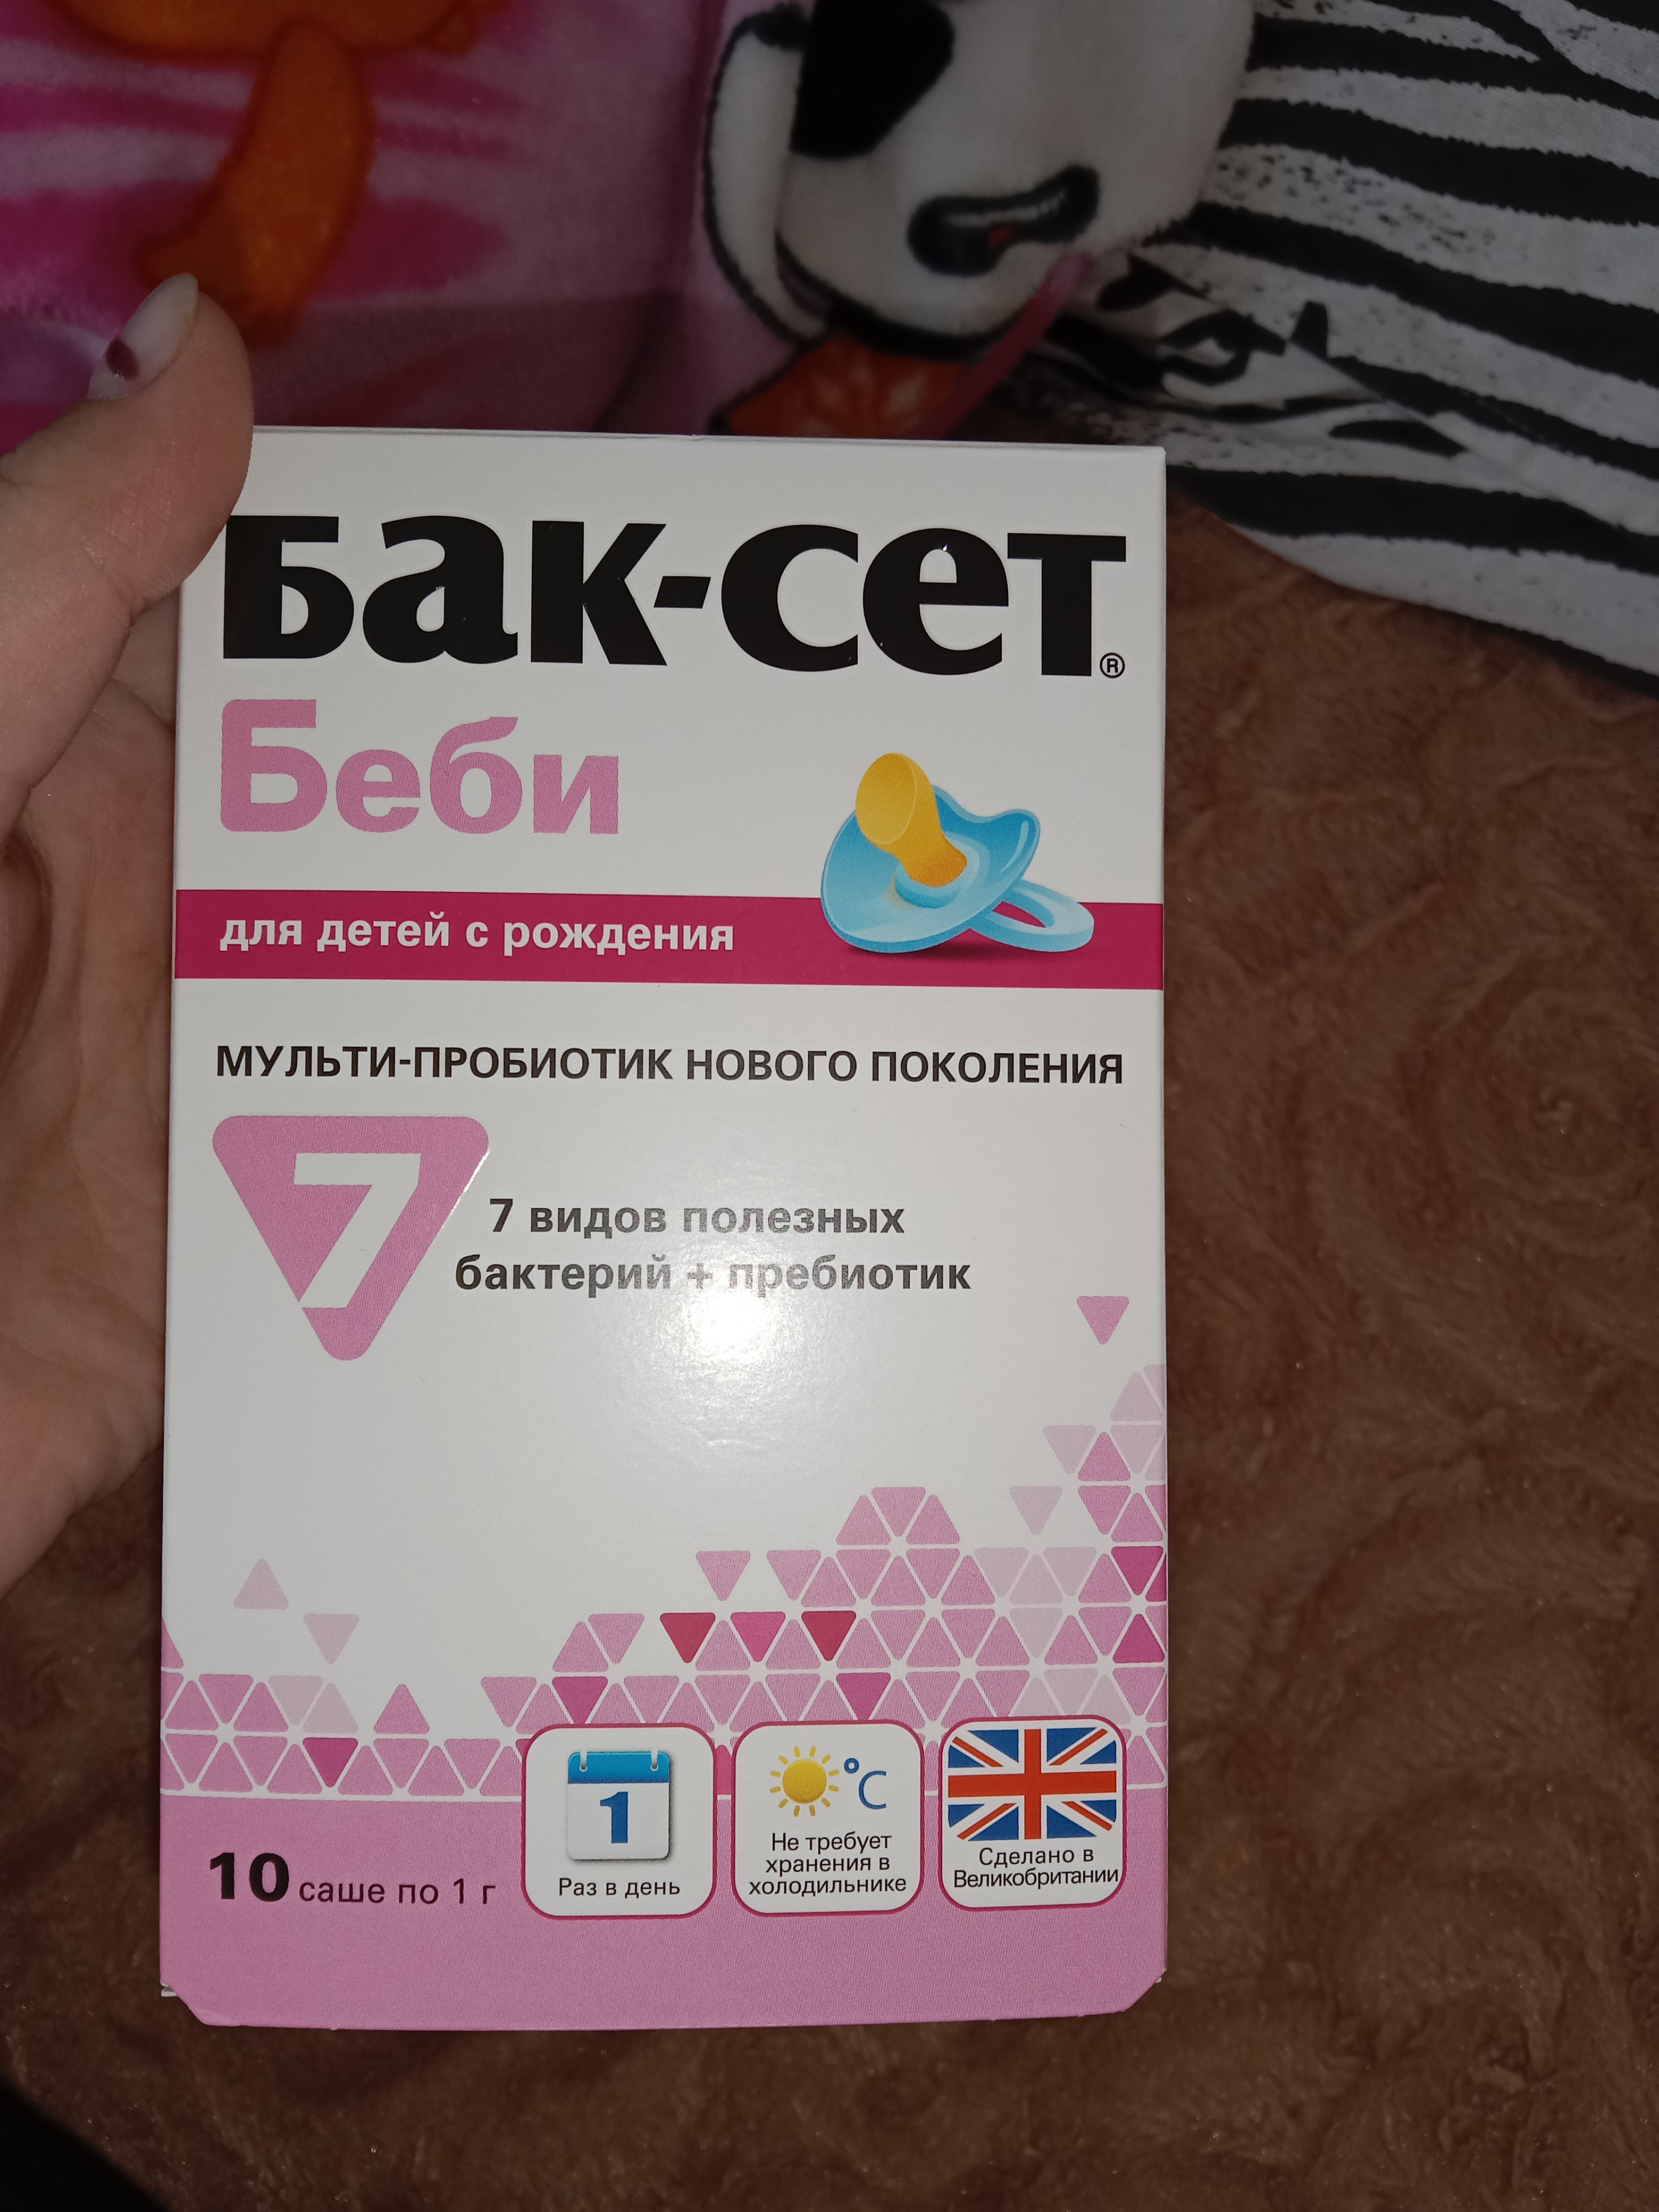 Бак-сет®
Беби
для детей с рождения
МУЛЬТИ-ПРОБИОТИК НОВОГО ПОКОЛЕНИЯ
7
7 видов полезных
бактерий + пребиотик
10 саше по 1 г
1
Раз в день
°C
Не требует
хранения в
холодильнике
Сделано в
Великобритании